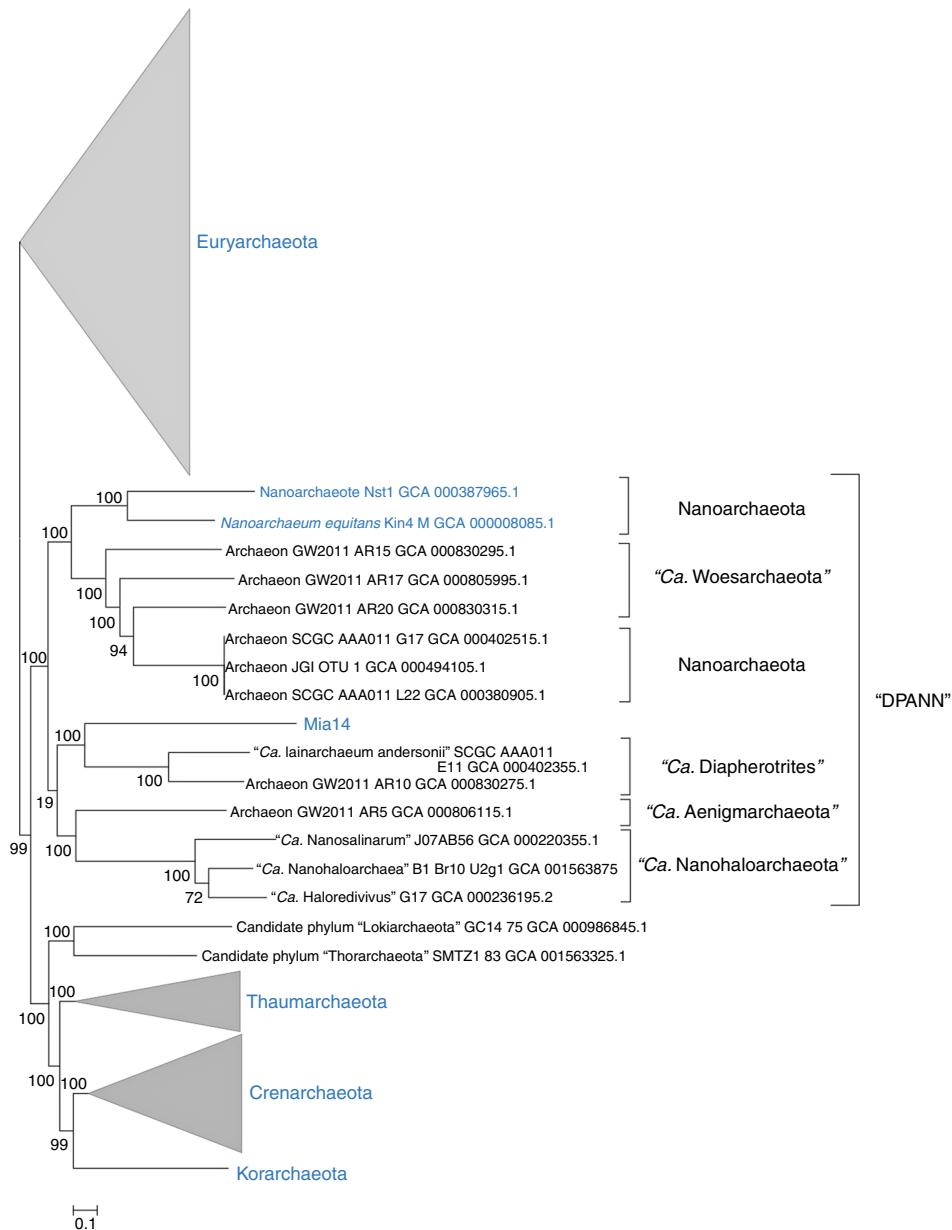 Euryarchaeota
100
Nanoarchaeote Nst1 GCA 000387965.1
Nanoarchaeum equitans Kin4 M GCA 000008085.1
Nanoarchaeota
100
Archaeon GW2011 AR15 GCA 000830295.1
100
Archaeon GW2011 AR17 GCA 000805995.1
“Ca. Woesarchaeota”
100
Archaeon GW2011 AR20 GCA 000830315.1
94
Archaeon SCGC AAA011 G17 GCA 000402515.1
100
Archaeon JGI OTU 1 GCA 000494105.1
Nanoarchaeota
100
Archaeon SCGC AAA011 L22 GCA 000380905.1
“DPANN”
Mia14
100
“Ca. Iainarchaeum andersonii” SCGC AAA011
E11 GCA 000402355.1
“Ca. Diapherotrites”
100
Archaeon GW2011 AR10 GCA 000830275.1
19
Archaeon GW2011 AR5 GCA 000806115.1
“Ca. Aenigmarchaeota”
99
100
“Ca. Nanosalinarum” J07AB56 GCA 000220355.1
100
“Ca. Nanohaloarchaea” B1 Br10 U2g1 GCA 001563875
“Ca. Nanohaloarchaeota”
72
“Ca. Haloredivivus” G17 GCA 000236195.2
100
Candidate phylum “Lokiarchaeota” GC14 75 GCA 000986845.1
Candidate phylum “Thorarchaeota” SMTZ1 83 GCA 001563325.1
100
Thaumarchaeota
100
100
100
Crenarchaeota
99
Korarchaeota
0.1